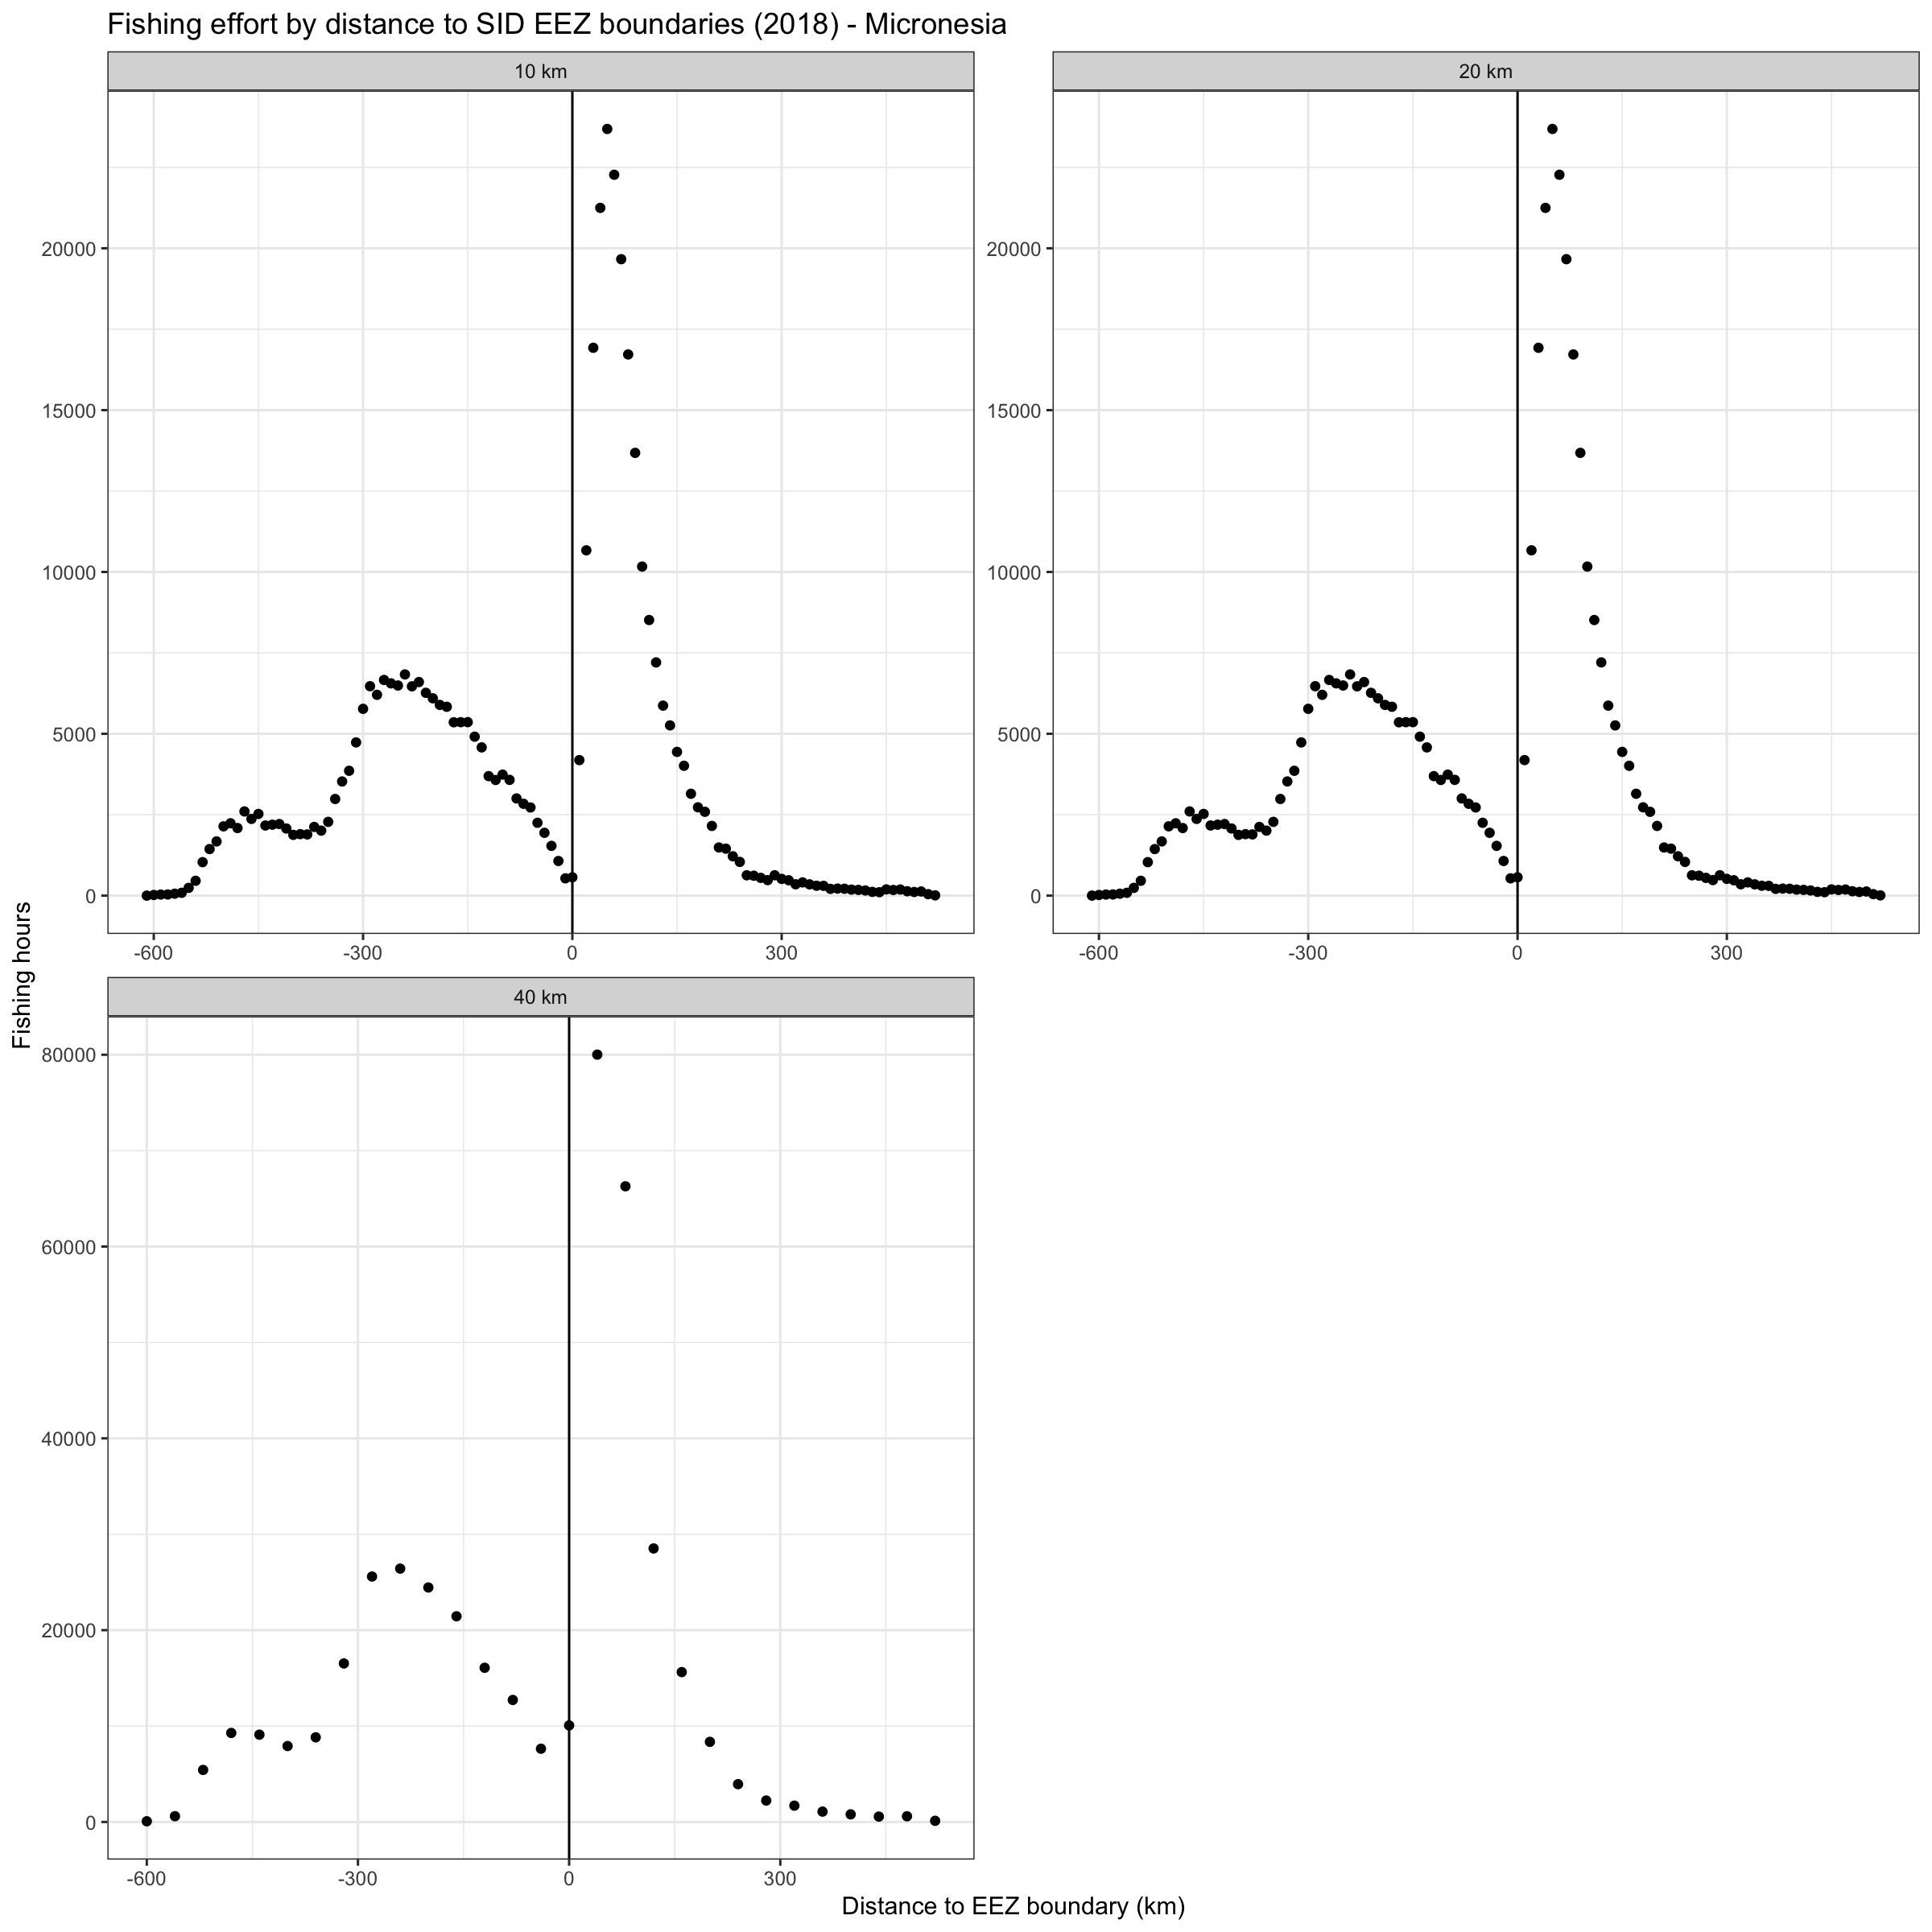 Fishing effort by distance to SID EEZ boundaries (2018) - Micronesia
10 km
20 km
20000
15000
10000
5000
0
-600 -300 0 300
20000
15000
10000
5000
0
-600 -300 0 300
Fishing hours
40 km
80000
60000
40000
20000
0
-600 -300 0 300
Distance to EEZ boundary (km)